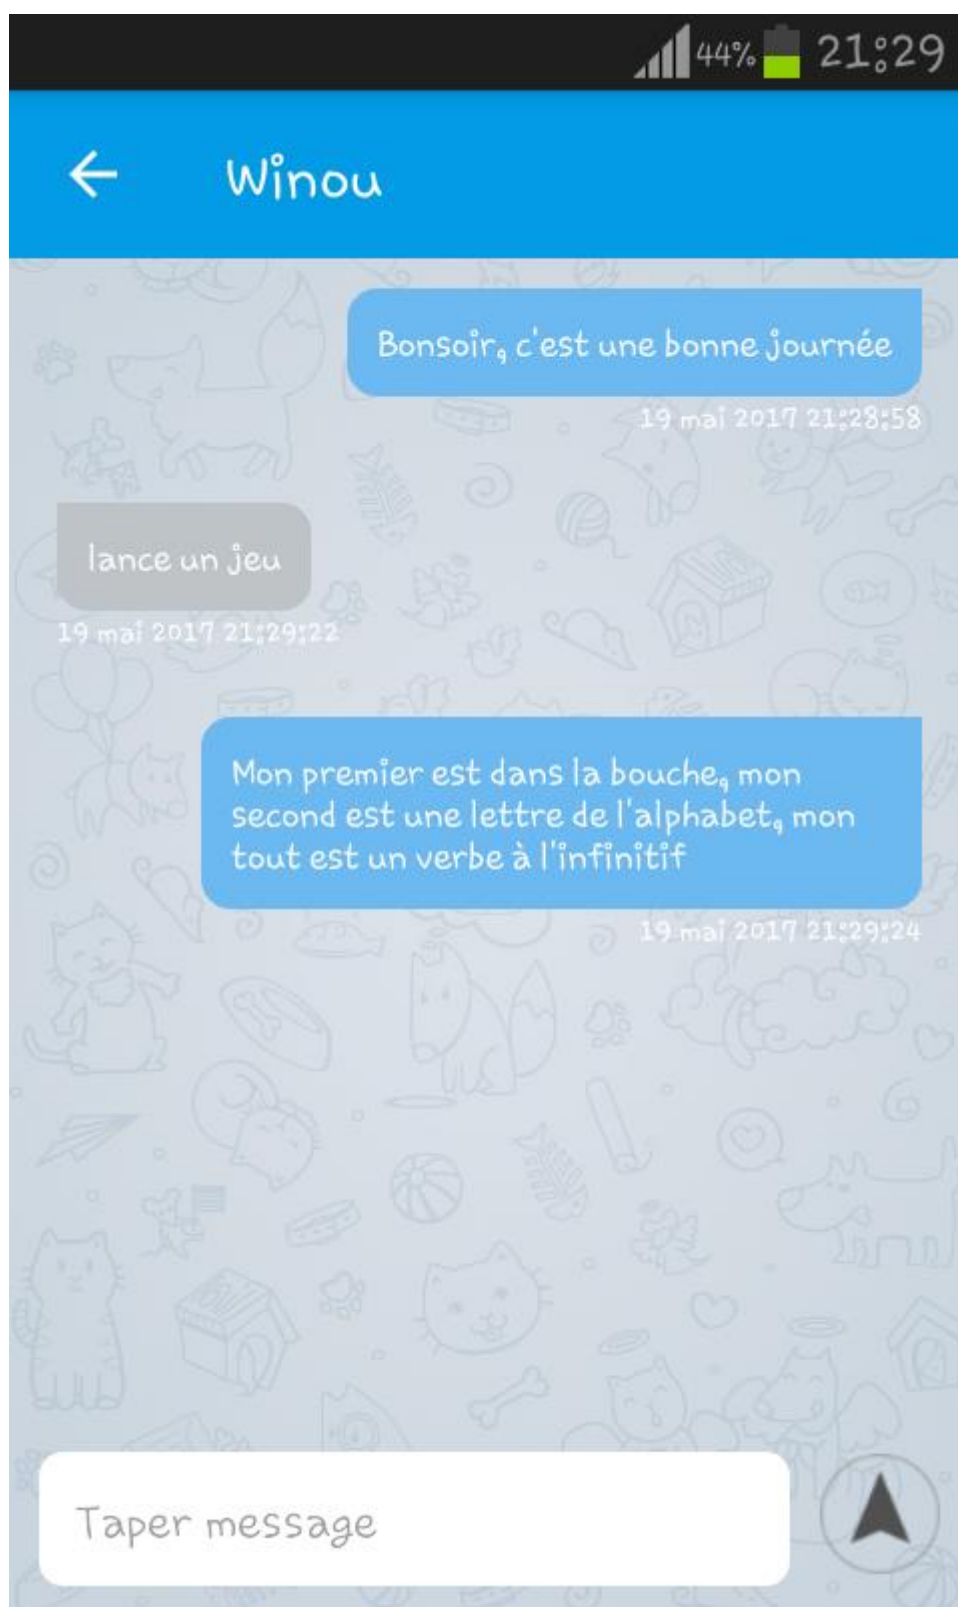 44% 21:29
Winou
Bonsoir, c'est une bonne journée
19 mai 2017 21:28:58
lance un jeu
19 mai 2017 21:29:22
Mon premier est dans la bouche, mon
second est une lettre de l'alphabet, mon
tout est un verbe à l'infinitif
19 mai 2017 21:29:24
Taper message